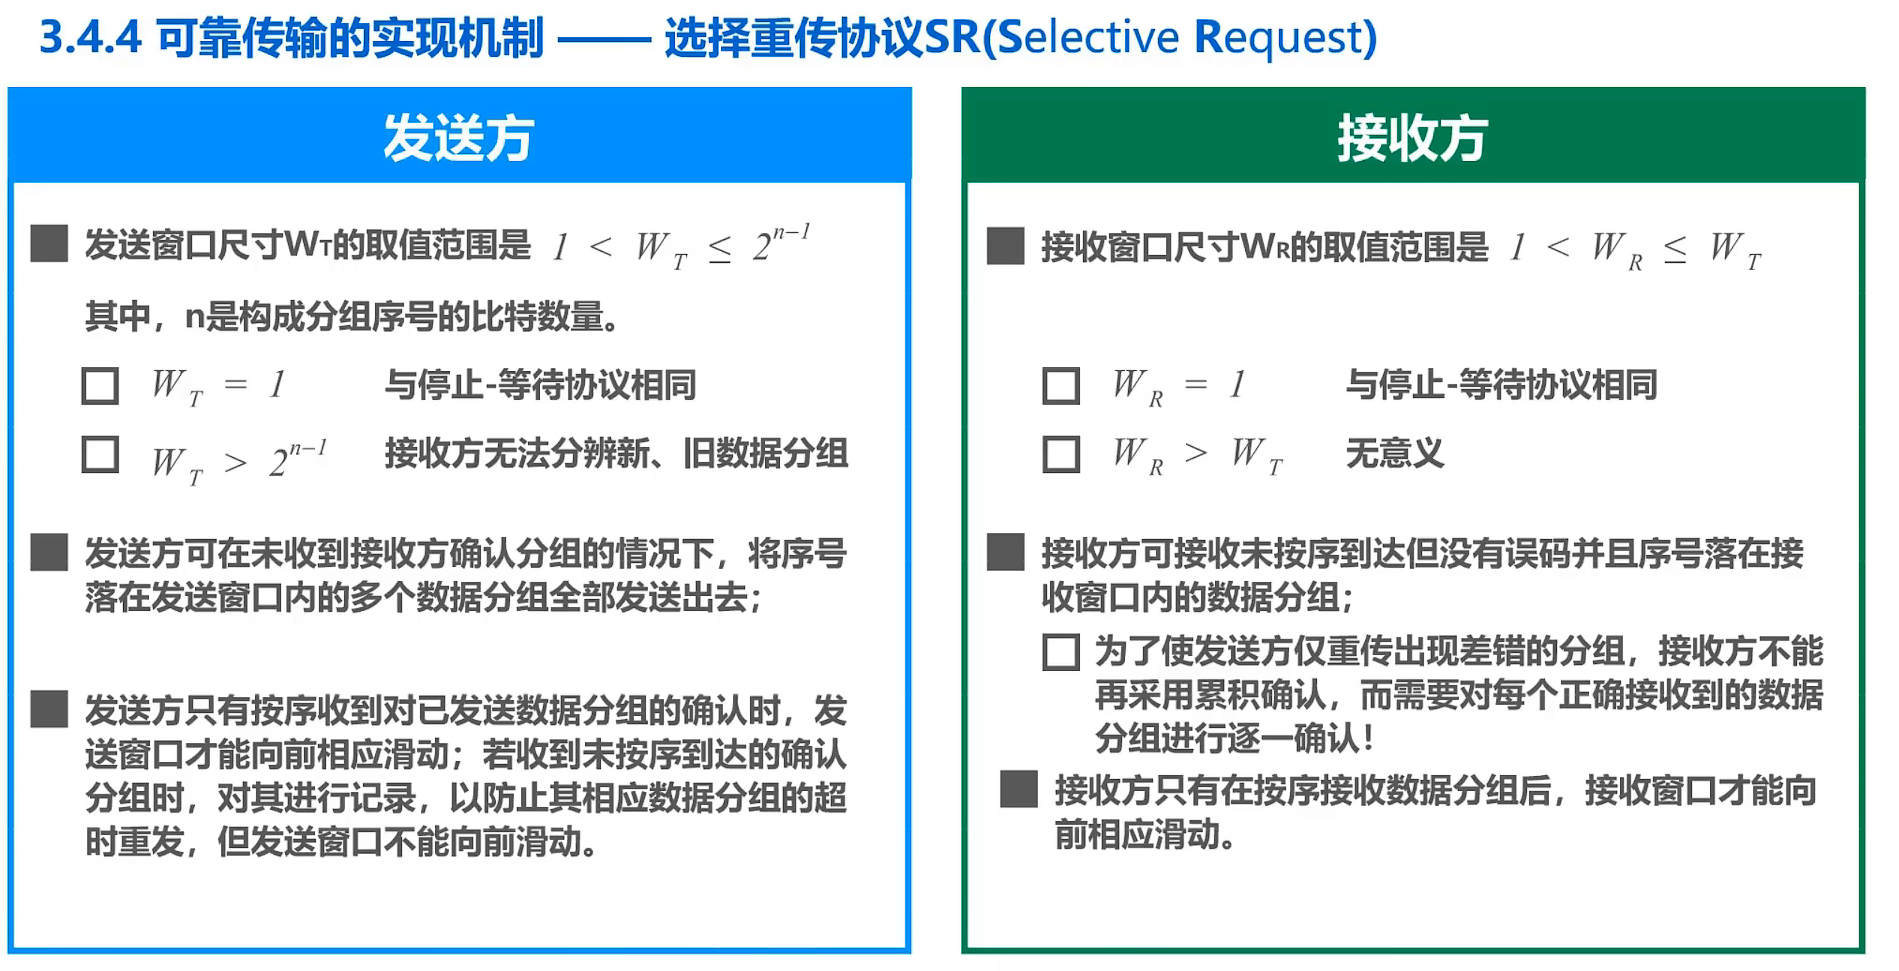 3.4.4 可靠传输的实现机制 —— 选择重传协议SR(Selective Request)
发送方
发送窗口尺寸WT的取值范围是 1 < W_T ≤ 2^{n−1}
其中，n是构成分组序号的比特数量。
W_T = 1 与停止-等待协议相同
W_T > 2^{n−1} 接收方无法分辨新、旧数据分组
发送方可在未收到接收方确认分组的情况下，将序号
落在发送窗口内的多个数据分组全部发送出去；
发送方只有按序收到对已发送数据分组的确认时，发
送窗口才能向前相应滑动；若收到未按序到达的确认
分组时，对其进行记录，以防止其相应数据分组的超
时重发，但发送窗口不能向前滑动。
接收方
接收窗口尺寸WR的取值范围是 1 < W_R ≤ W_T
W_R = 1 与停止-等待协议相同
W_R > W_T 无意义
接收方可接收未按序到达但没有误码并且序号落在接
收窗口内的数据分组；
为了使发送方仅重传出现差错的分组，接收方不能
再采用累积确认，而需要对每个正确接收到的数据
分组进行逐一确认！
接收方只有在按序接收数据分组后，接收窗口才能向
前相应滑动。